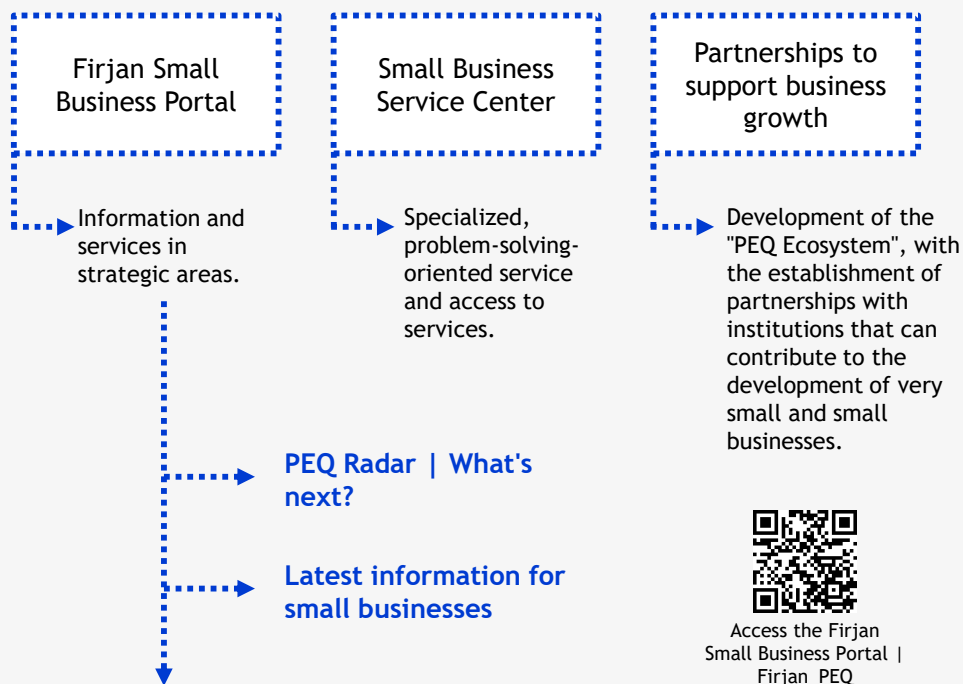 Firjan Small
Business Portal
Small Business
Service Center
Partnerships to
support business
growth
Information and
services in
strategic areas.
Specialized,
problem-solving-
oriented service
and access to
services.
Development of the
"PEQ Ecosystem", with
the establishment of
partnerships with
institutions that can
contribute to the
development of very
small and small
businesses.
PEQ Radar | What's
next?
Latest information for
small businesses
Access the Firjan
Small Business Portal |
Firjan PEQ